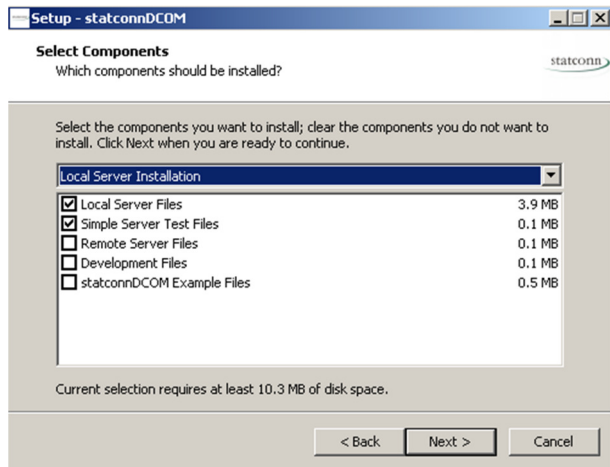 Setup - statconnDCOM
Select Components
Which components should be installed?
statconn
Select the components you want to install; clear the components you do not want to
install. Click Next when you are ready to continue.
Local Server Installation
Local Server Files 3.9 MB
Simple Server Test Files 0.1 MB
Remote Server Files 0.1 MB
Development Files 0.1 MB
statconnDCOM Example Files 0.5 MB
Current selection requires at least 10.3 MB of disk space.
< Back Next > Cancel